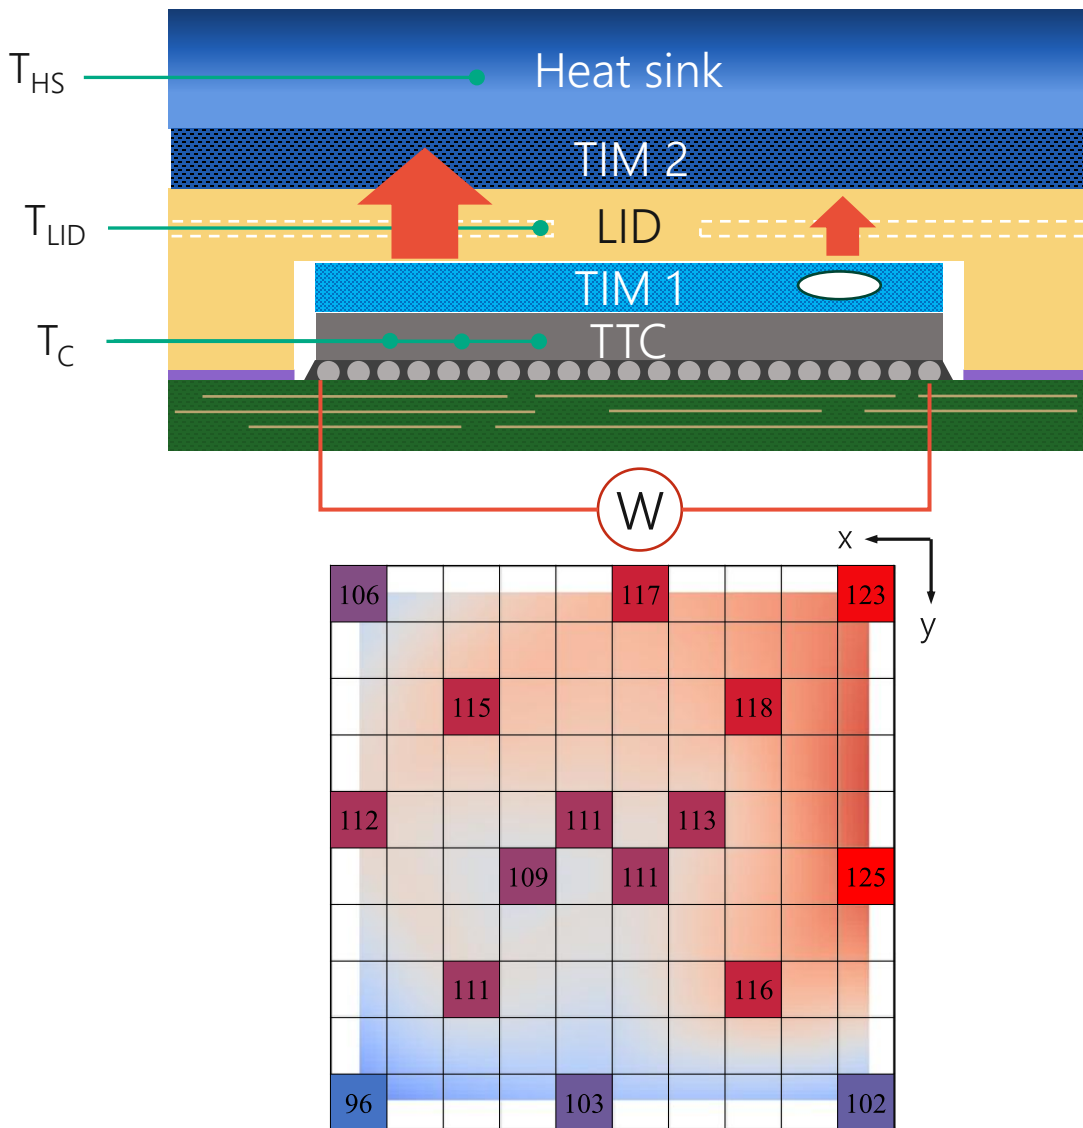 T_HS
Heat sink
TIM 2
T_LID
LID
TIM 1
T_C
TTC
W
x
y
106 117 123
115 118
112 111 113
109 111 125
111 116
96 103 102